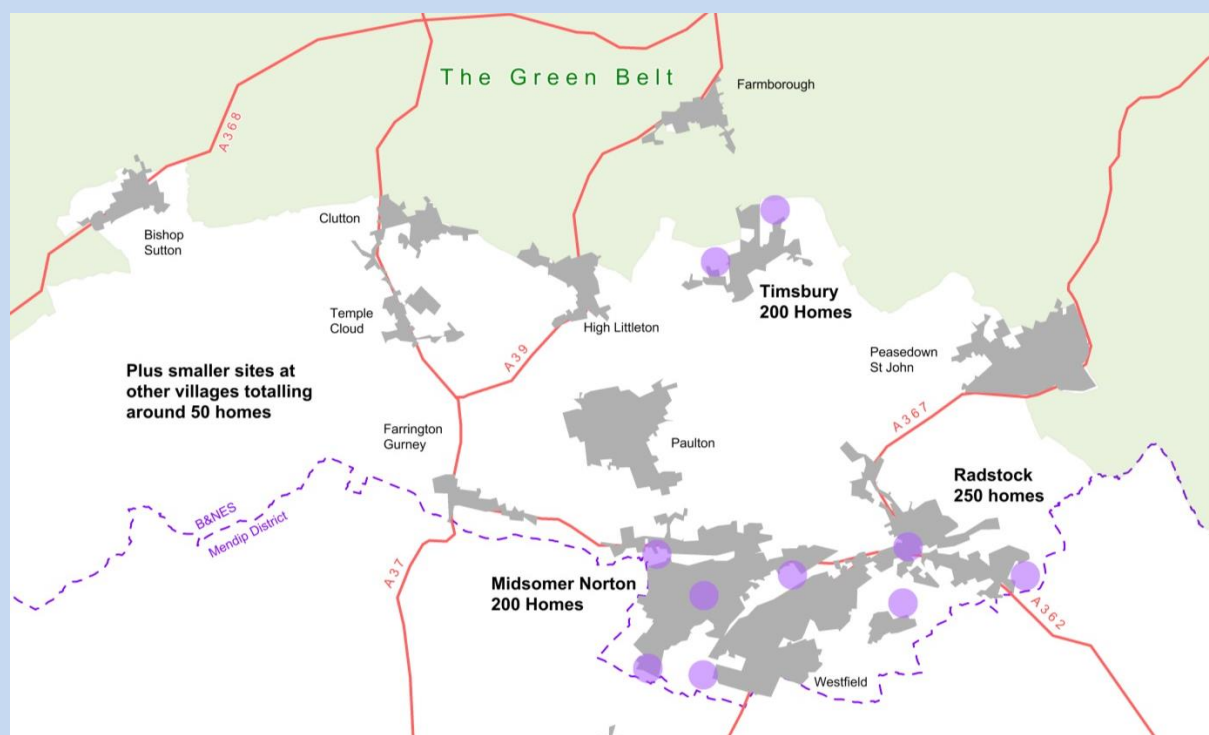 The Green Belt
Farmborough
A368
Bishop
Sutton
Clutton
Timsbury
200 Homes
Temple
Cloud
High Littleton
A39
Peasedown
St John
Plus smaller sites at
other villages totalling
around 50 homes
A367
Farrington
Gurney
Paulton
Radstock
250 homes
B&NES
Mendip District
A37
Midsomer Norton
200 Homes
A362
Westfield